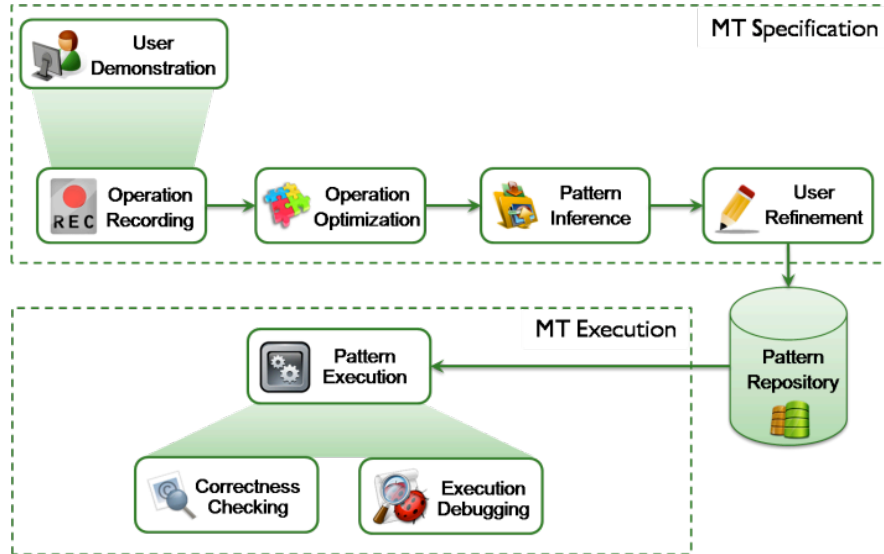 MT Specification
User
Demonstration
REC
Operation
Recording
Operation
Optimization
Pattern
Inference
User
Refinement
MT Execution
Pattern
Execution
Pattern
Repository
Correctness
Checking
Execution
Debugging